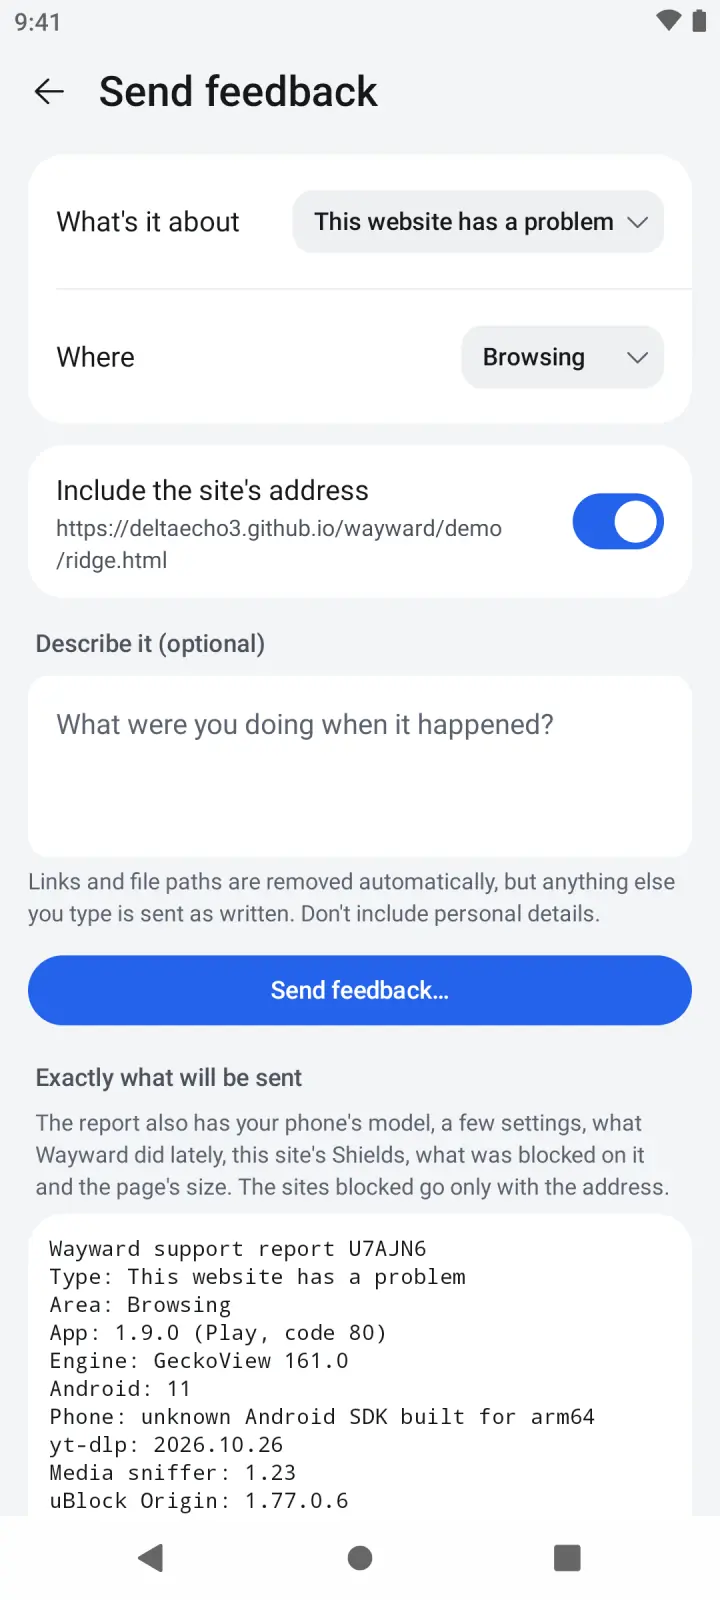 9:41
Send feedback
What's it about
This website has a problem
Where
Browsing
Include the site's address
https://deltaecho3.github.io/wayward/demo
/ridge.html
Describe it (optional)
What were you doing when it happened?
Links and file paths are removed automatically, but anything else
you type is sent as written. Don't include personal details.
Send feedback…
Exactly what will be sent
The report also has your phone's model, a few settings, what
Wayward did lately, this site's Shields, what was blocked on it
and the page's size. The sites blocked go only with the address.
Wayward support report U7AJN6
Type: This website has a problem
Area: Browsing
App: 1.9.0 (Play, code 80)
Engine: GeckoView 161.0
Android: 11
Phone: unknown Android SDK built for arm64
yt-dlp: 2026.10.26
Media sniffer: 1.23
uBlock Origin: 1.77.0.6